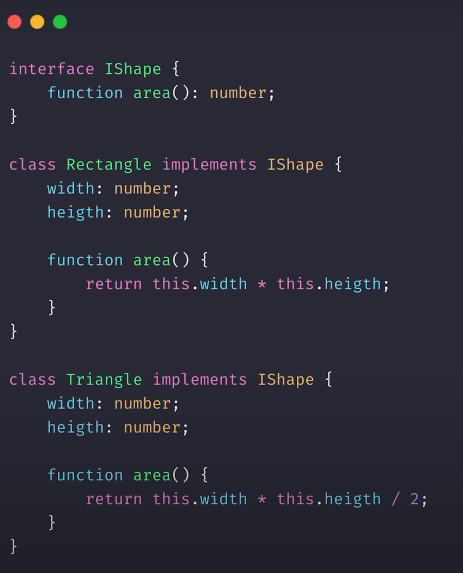 interface IShape {
    function area(): number;
}
class Rectangle implements IShape {
    width: number;
    heigth: number;
    function area() {
        return this.width * this.heigth;
    }
}
class Triangle implements IShape {
    width: number;
    heigth: number;
    function area() {
        return this.width * this.heigth / 2;
    }
}